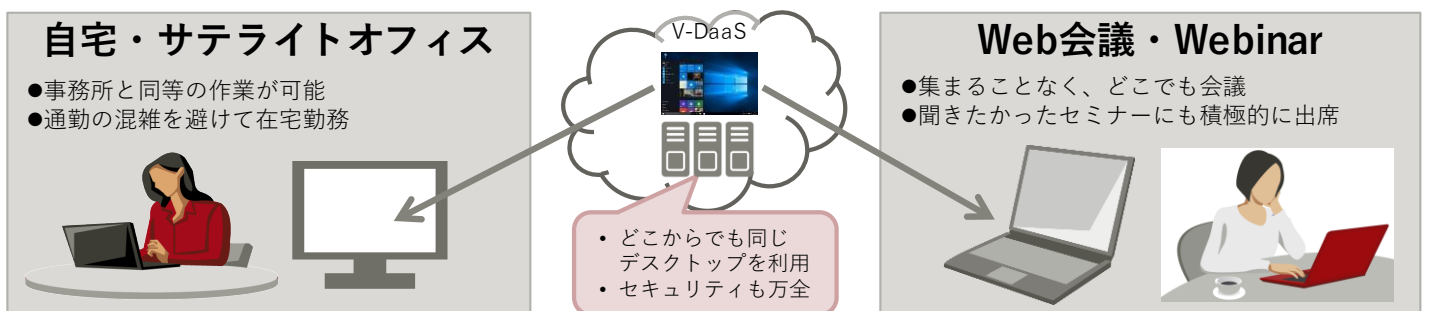 自宅・サテライトオフィス
●事務所と同等の作業が可能
●通勤の混雑を避けて在宅勤務
V-DaaS
• どこからでも同じ
デスクトップを利用
• セキュリティも万全
Web会議・Webinar
●集まることなく、どこでも会議
●聞きたかったセミナーにも積極的に出席